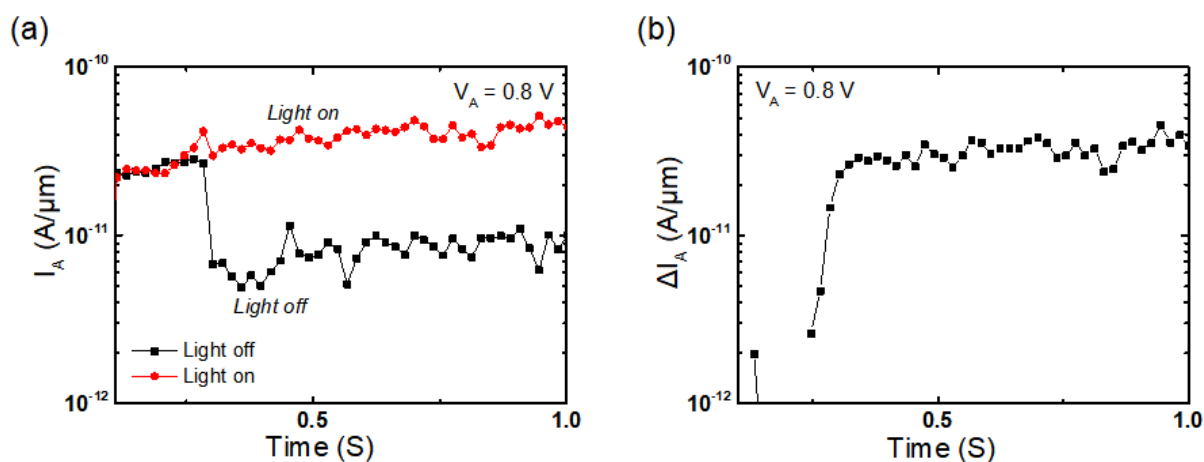 (a)
10⁻¹⁰
10⁻¹¹
10⁻¹²
I_A (A/μm)
V_A = 0.8 V
Light on
Light off
Light off
Light on
0.5
1.0
Time (S)
(b)
10⁻¹⁰
10⁻¹¹
10⁻¹²
ΔI_A (A/μm)
V_A = 0.8 V
0.5
1.0
Time (S)